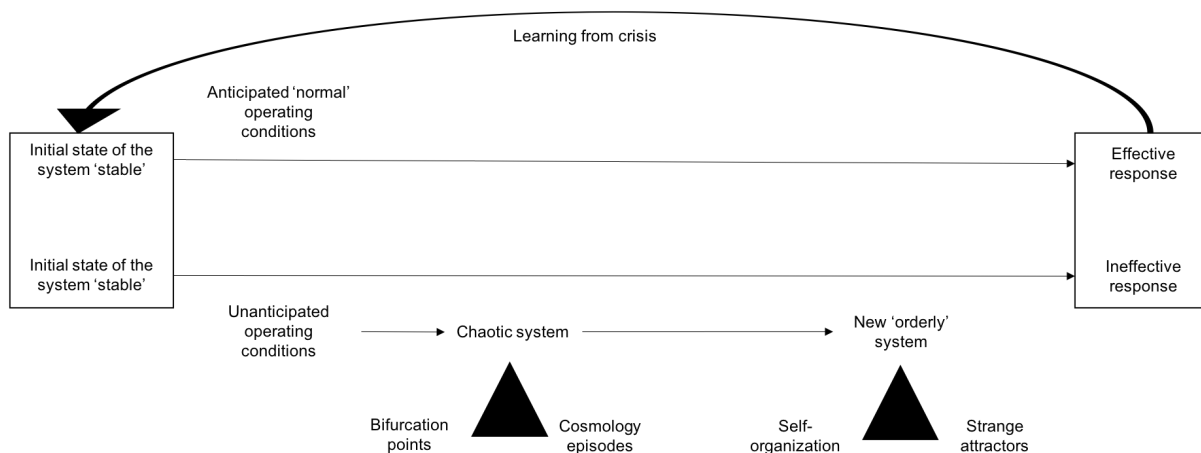 Learning from crisis
Anticipated ‘normal’
operating
conditions
Initial state of the
system ‘stable’
Effective
response
Initial state of the
system ‘stable’
Ineffective
response
Unanticipated
operating
conditions
Chaotic system
New ‘orderly’
system
Bifurcation
points
Cosmology
episodes
Self-
organization
Strange
attractors